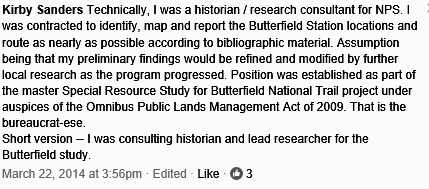 Kirby Sanders Technically, I was a historian / research consultant for NPS. I
was contracted to identify, map and report the Butterfield Station locations and
route as nearly as possible according to bibliographic material. Assumption
being that my preliminary findings would be refined and modified by further
local research as the program progressed. Position was established as part of
the master Special Resource Study for Butterfield National Trail project under
auspices of the Omnibus Public Lands Management Act of 2009. That is the
bureaucrat-ese.
Short version -- I was consulting historian and lead researcher for the
Butterfield study.
March 22, 2014 at 3:56pm · Edited · Like · 3